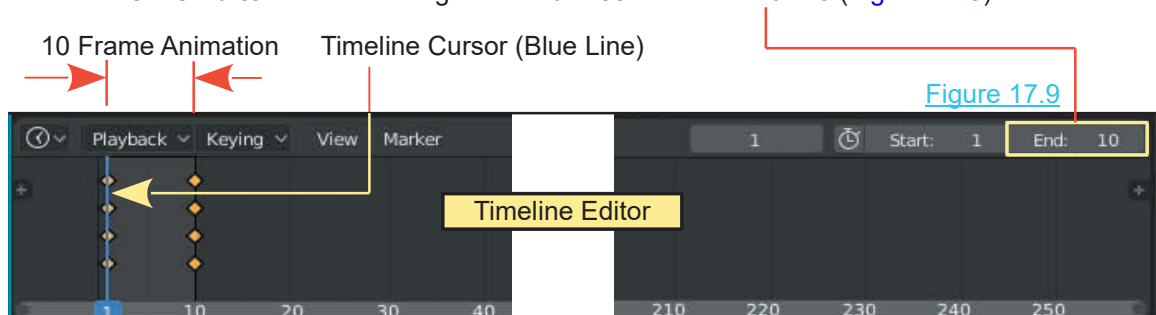 10 Frame Animation Timeline Cursor (Blue Line)
Figure 17.9
Playback Keying View Marker 1 Start: 1 End: 10
Timeline Editor
1 10 20 30 40 210 220 230 240 250